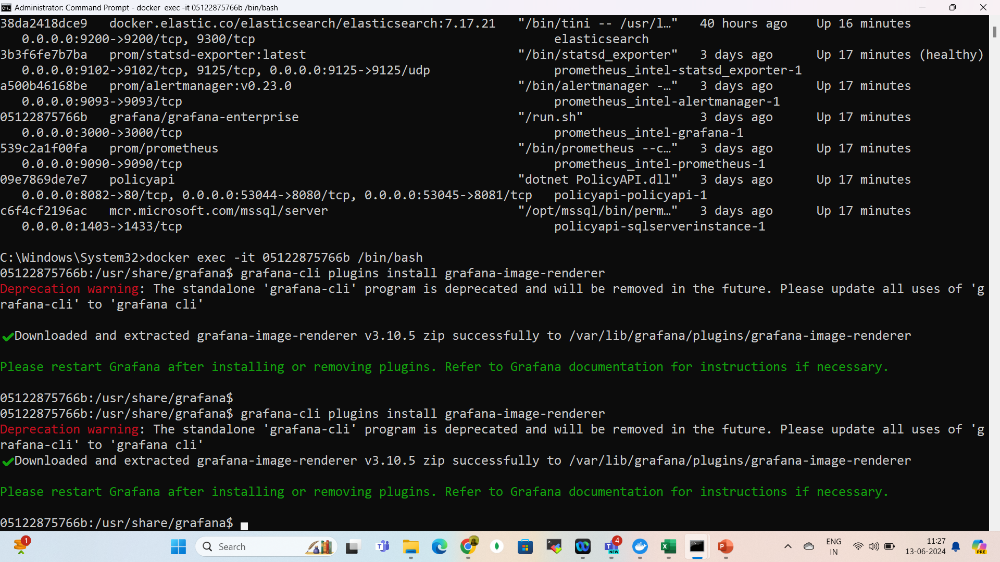 Administrator: Command Prompt - docker  exec -it 05122875766b /bin/bash
38da2418dce9   docker.elastic.co/elasticsearch/elasticsearch:7.17.21   "/bin/tini -- /usr/l…"   40 hours ago    Up 16 minutes
   0.0.0.0:9200->9200/tcp, 9300/tcp                                         elasticsearch
3b3f6fe7b7ba   prom/statsd-exporter:latest                             "/bin/statsd_exporter"   3 days ago      Up 17 minutes (healthy)
   0.0.0.0:9102->9102/tcp, 9125/tcp, 0.0.0.0:9125->9125/udp                 prometheus_intel-statsd_exporter-1
a500b46168be   prom/alertmanager:v0.23.0                               "/bin/alertmanager -…"   3 days ago      Up 17 minutes
   0.0.0.0:9093->9093/tcp                                                   prometheus_intel-alertmanager-1
05122875766b   grafana/grafana-enterprise                              "/run.sh"                3 days ago      Up 17 minutes
   0.0.0.0:3000->3000/tcp                                                   prometheus_intel-grafana-1
539c2a1f00fa   prom/prometheus                                         "/bin/prometheus --c…"   3 days ago      Up 17 minutes
   0.0.0.0:9090->9090/tcp                                                   prometheus_intel-prometheus-1
09e7869de7e7   policyapi                                               "dotnet PolicyAPI.dll"   3 days ago      Up 17 minutes
   0.0.0.0:8082->80/tcp, 0.0.0.0:53044->8080/tcp, 0.0.0.0:53045->8081/tcp   policyapi-policyapi-1
c6f4cf2196ac   mcr.microsoft.com/mssql/server                          "/opt/mssql/bin/perm…"   3 days ago      Up 17 minutes
   0.0.0.0:1403->1433/tcp                                                   policyapi-sqlserverinstance-1
C:\Windows\System32>docker exec -it 05122875766b /bin/bash
05122875766b:/usr/share/grafana$ grafana-cli plugins install grafana-image-renderer
Deprecation warning: The standalone 'grafana-cli' program is deprecated and will be removed in the future. Please update all uses of 'g
rafana-cli' to 'grafana cli'
✔Downloaded and extracted grafana-image-renderer v3.10.5 zip successfully to /var/lib/grafana/plugins/grafana-image-renderer
Please restart Grafana after installing or removing plugins. Refer to Grafana documentation for instructions if necessary.
05122875766b:/usr/share/grafana$
05122875766b:/usr/share/grafana$ grafana-cli plugins install grafana-image-renderer
Deprecation warning: The standalone 'grafana-cli' program is deprecated and will be removed in the future. Please update all uses of 'g
rafana-cli' to 'grafana cli'
✔Downloaded and extracted grafana-image-renderer v3.10.5 zip successfully to /var/lib/grafana/plugins/grafana-image-renderer
Please restart Grafana after installing or removing plugins. Refer to Grafana documentation for instructions if necessary.
05122875766b:/usr/share/grafana$
1
Search
4
NEW
ENG
IN
11:27
13-06-2024
PRE